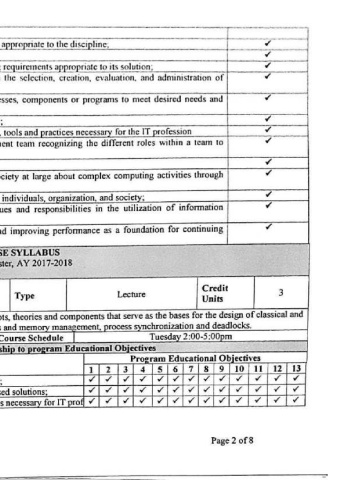 appropriate to the discipline; ✓
✓
requirements appropriate to its solution; ✓
the selection, creation, evaluation, and administration of ✓
esses, components or programs to meet desired needs and ✓
; ✓
, tools and practices necessary for the IT profession ✓
ent team recognizing the different roles within a team to ✓
✓
ciety at large about complex computing activities through ✓
individuals, organization, and society; ✓
ues and responsibilities in the utilization of information ✓
nd improving performance as a foundation for continuing ✓
SE SYLLABUS
ster, AY 2017-2018
Type Lecture Credit Units 3
pts, theories and components that serve as the bases for the design of classical and
s and memory management, process synchronization and deadlocks.
Course Schedule Tuesday 2:00-5:00pm
ship to program Educational Objectives
Program Educational Objectives
1 2 3 4 5 6 7 8 9 10 11 12 13
; ✓ ✓ ✓ ✓ ✓ ✓ ✓ ✓ ✓ ✓ ✓ ✓ ✓
ed solutions; ✓ ✓ ✓ ✓ ✓ ✓ ✓ ✓ ✓ ✓ ✓ ✓ ✓
s necessary for IT prof ✓ ✓ ✓ ✓ ✓ ✓ ✓ ✓ ✓ ✓ ✓ ✓ ✓
Page 2 of 8